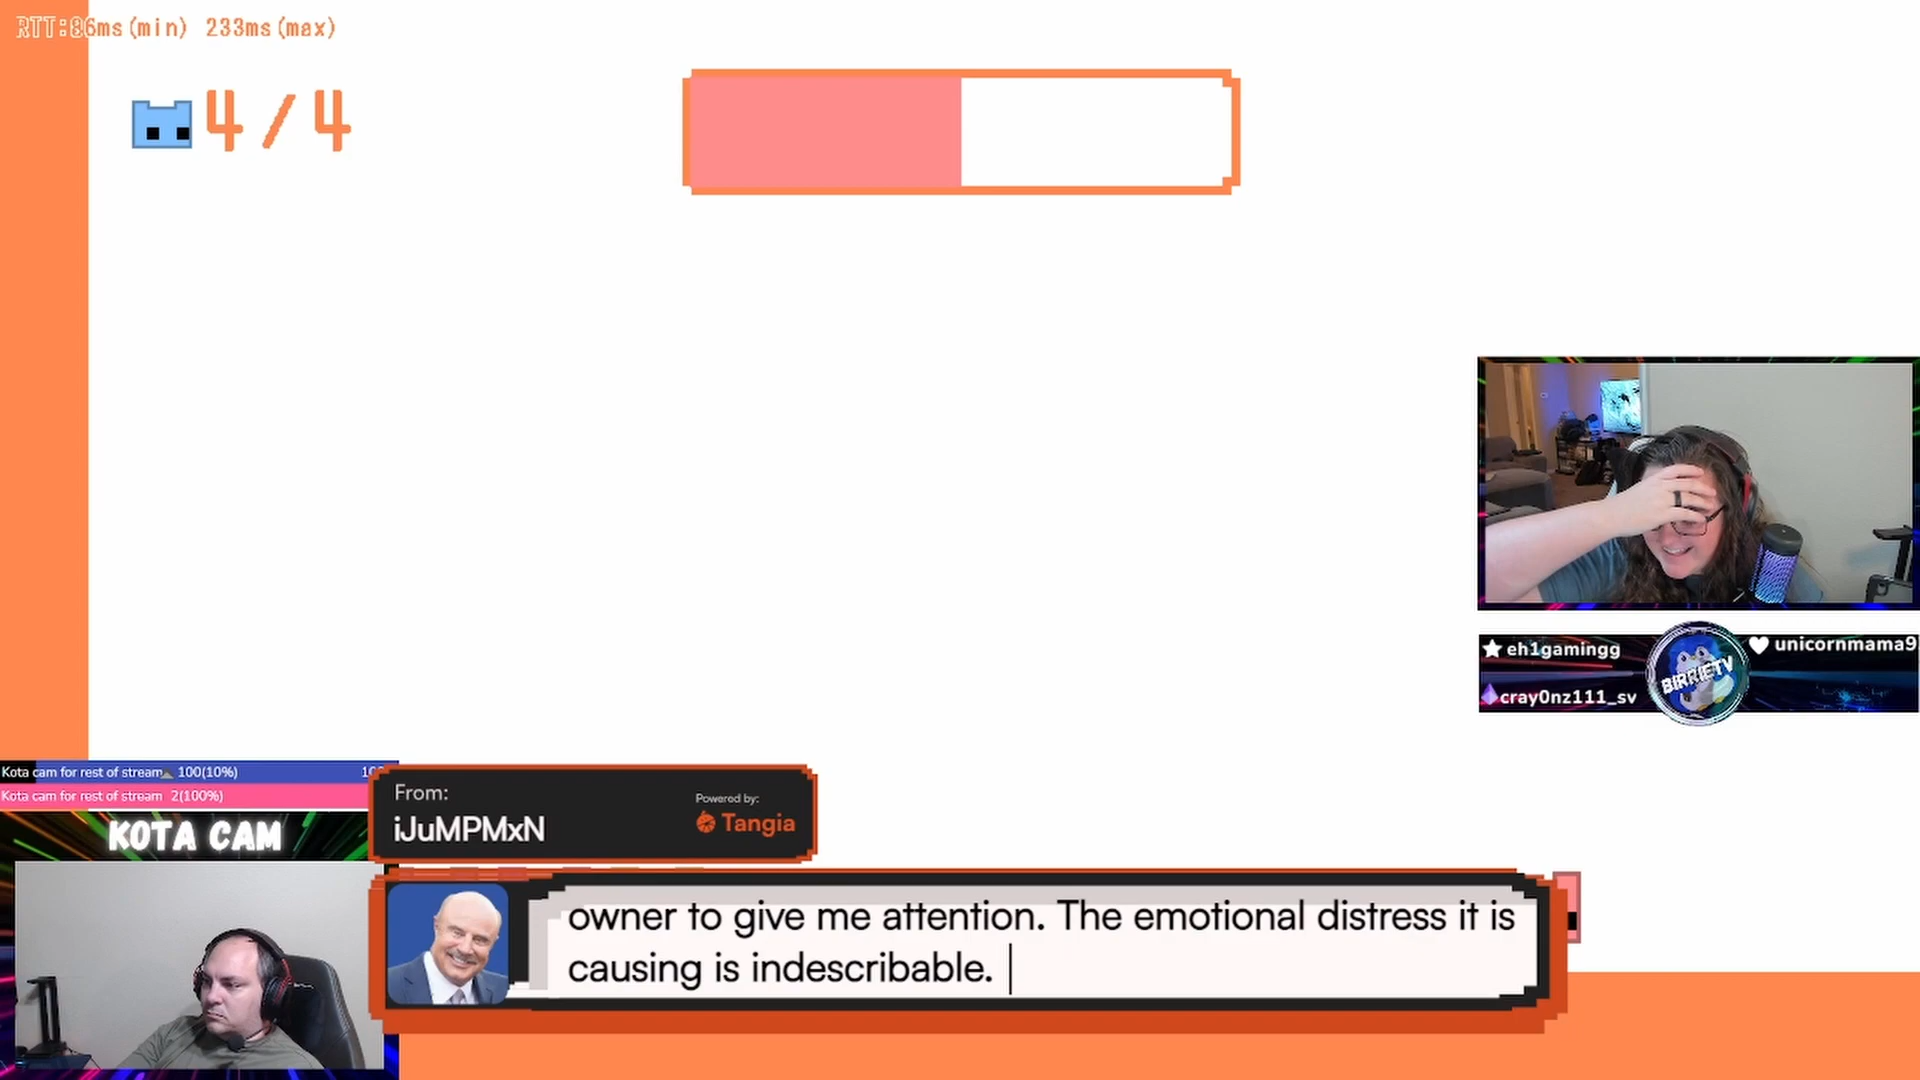 RTT:86ms(min) 233ms(max)
4/4
eh1gamingg
unicornmama9
cray0nz111_sv
BIRRIETV
Kota cam for rest of stream 100(10%)
Kota cam for rest of stream 2(100%)
KOTA CAM
From:
iJuMPMxN
Powered by:
Tangia
owner to give me attention. The emotional distress it is
causing is indescribable.